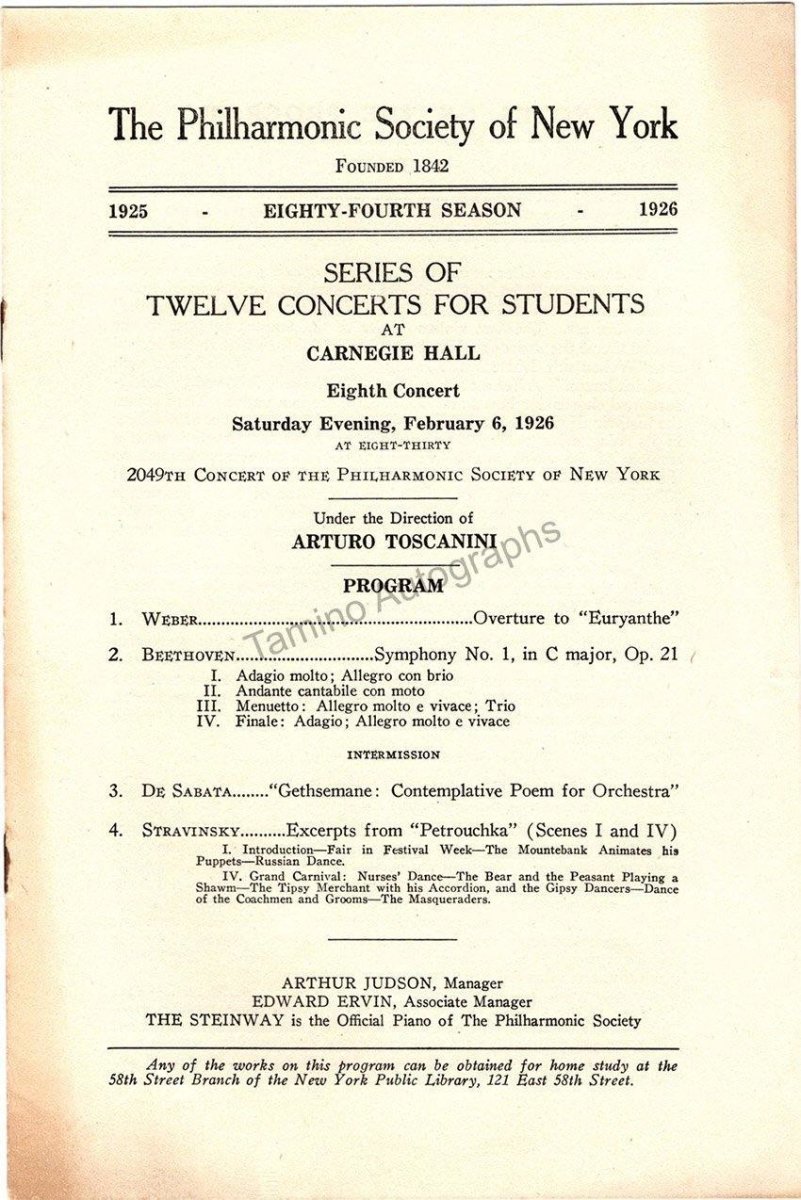 The Philharmonic Society of New York
FOUNDED 1842
1925 - EIGHTY-FOURTH SEASON - 1926
SERIES OF
TWELVE CONCERTS FOR STUDENTS
AT
CARNEGIE HALL
Eighth Concert
Saturday Evening, February 6, 1926
AT EIGHT-THIRTY
2049TH CONCERT OF THE PHILHARMONIC SOCIETY OF NEW YORK
Under the Direction of
ARTURO TOSCANINI
Tamino Autographs
PROGRAM
1. WEBER..........................................................Overture to "Euryanthe"
2. BEETHOVEN.............................Symphony No. 1, in C major, Op. 21
I. Adagio molto; Allegro con brio
II. Andante cantabile con moto
III. Menuetto: Allegro molto e vivace; Trio
IV. Finale: Adagio; Allegro molto e vivace
INTERMISSION
3. DE SABATA........"Gethsemane: Contemplative Poem for Orchestra"
4. STRAVINSKY..........Excerpts from "Petrouchka" (Scenes I and IV)
I. Introduction—Fair in Festival Week—The Mountebank Animates his
Puppets—Russian Dance.
IV. Grand Carnival: Nurses' Dance—The Bear and the Peasant Playing a
Shawm—The Tipsy Merchant with his Accordion, and the Gipsy Dancers—Dance
of the Coachmen and Grooms—The Masqueraders.
ARTHUR JUDSON, Manager
EDWARD ERVIN, Associate Manager
THE STEINWAY is the Official Piano of The Philharmonic Society
Any of the works on this program can be obtained for home study at the
58th Street Branch of the New York Public Library, 121 East 58th Street.